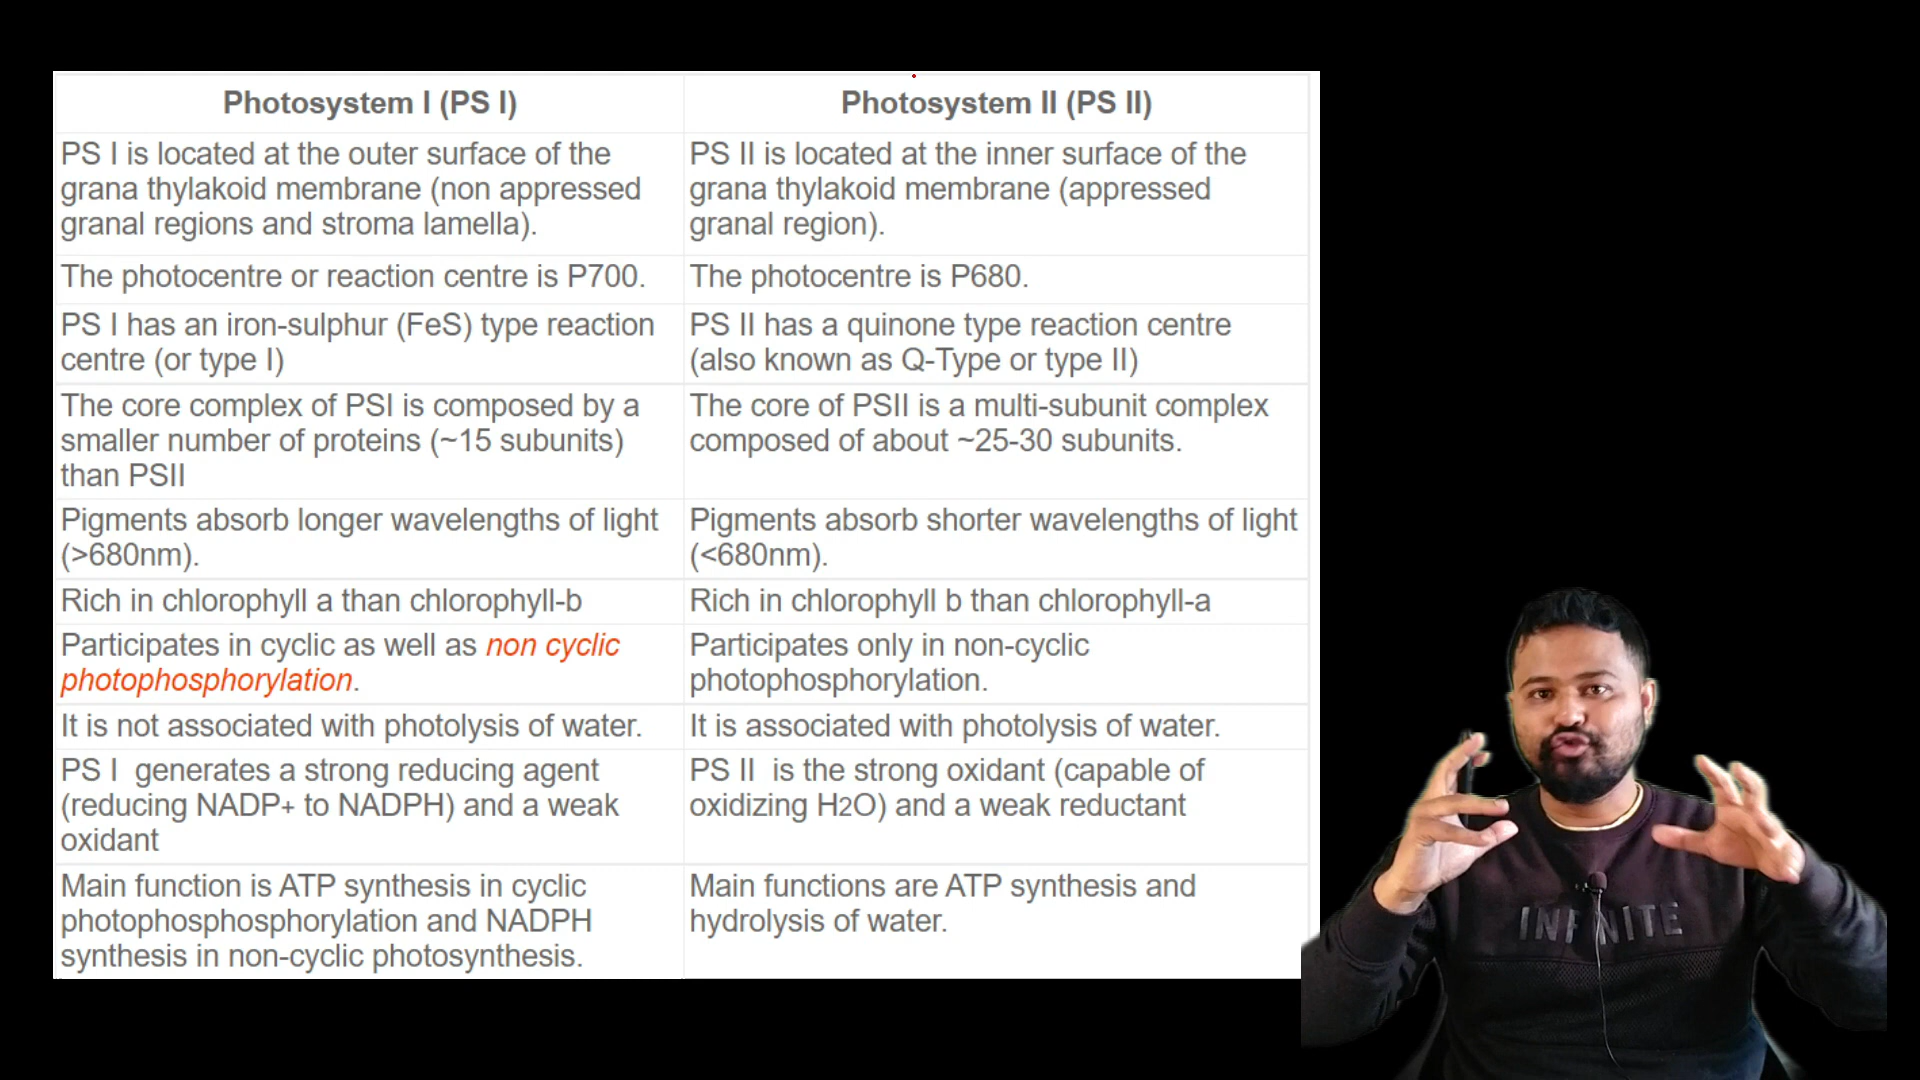 Photosystem I (PS I)
Photosystem II (PS II)
PS I is located at the outer surface of the
grana thylakoid membrane (non appressed
granal regions and stroma lamella).
PS II is located at the inner surface of the
grana thylakoid membrane (appressed
granal region).
The photocentre or reaction centre is P700.
The photocentre is P680.
PS I has an iron-sulphur (FeS) type reaction
centre (or type I)
PS II has a quinone type reaction centre
(also known as Q-Type or type II)
The core complex of PSI is composed by a
smaller number of proteins (~15 subunits)
than PSII
The core of PSII is a multi-subunit complex
composed of about ~25-30 subunits.
Pigments absorb longer wavelengths of light
(>680nm).
Pigments absorb shorter wavelengths of light
(<680nm).
Rich in chlorophyll a than chlorophyll-b
Rich in chlorophyll b than chlorophyll-a
Participates in cyclic as well as non cyclic
photophosphorylation.
Participates only in non-cyclic
photophosphorylation.
It is not associated with photolysis of water.
It is associated with photolysis of water.
PS I  generates a strong reducing agent
(reducing NADP+ to NADPH) and a weak
oxidant
PS II  is the strong oxidant (capable of
oxidizing H2O) and a weak reductant
Main function is ATP synthesis in cyclic
photophosphosphorylation and NADPH
synthesis in non-cyclic photosynthesis.
Main functions are ATP synthesis and
hydrolysis of water.
INFINITE